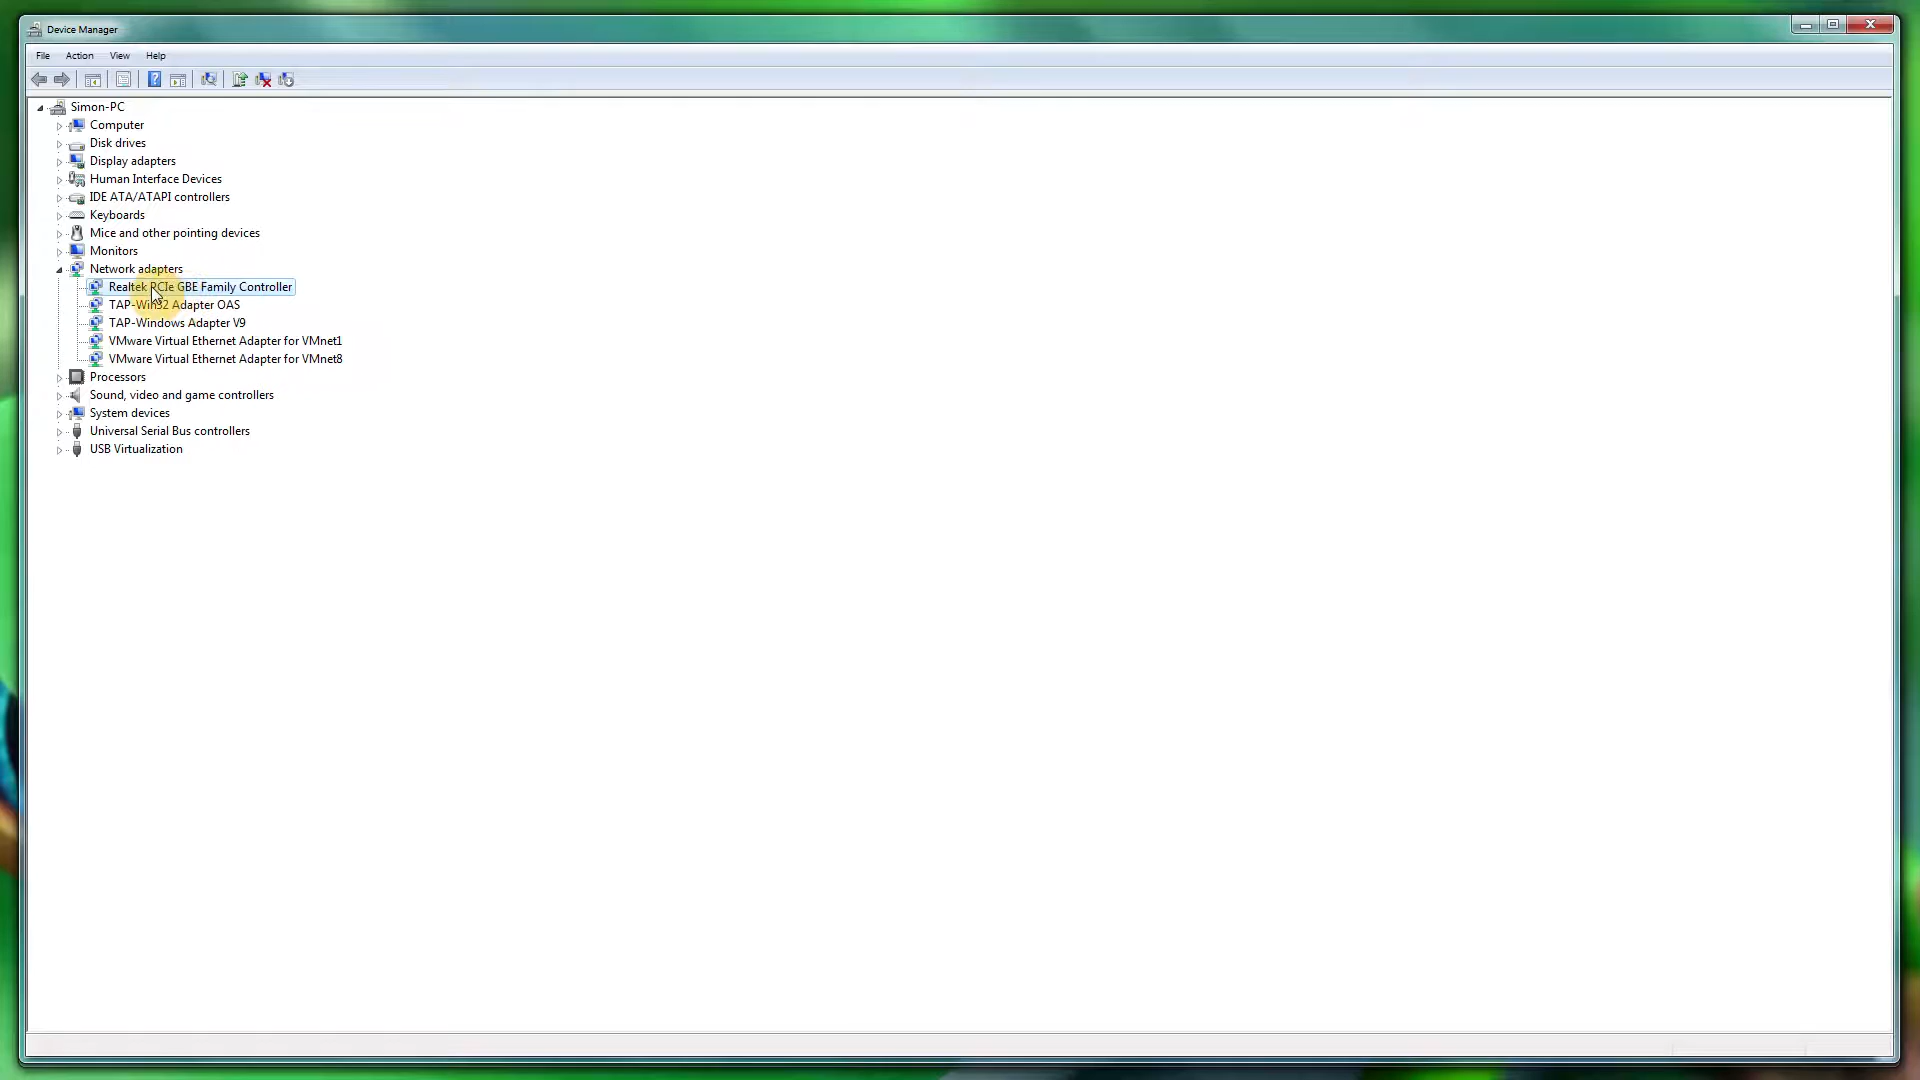 Device Manager
File Action View Help
Simon-PC
Computer
Disk drives
Display adapters
Human Interface Devices
IDE ATA/ATAPI controllers
Keyboards
Mice and other pointing devices
Monitors
Network adapters
Realtek PCIe GBE Family Controller
TAP-Win32 Adapter OAS
TAP-Windows Adapter V9
VMware Virtual Ethernet Adapter for VMnet1
VMware Virtual Ethernet Adapter for VMnet8
Processors
Sound, video and game controllers
System devices
Universal Serial Bus controllers
USB Virtualization